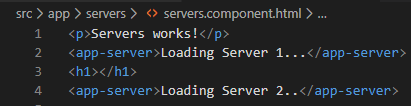 src > app > servers > <> servers.component.html > ...
1 <p>Servers works!</p>
2 <app-server>Loading Server 1...</app-server>
3 <h1></h1>
4 <app-server>Loading Server 2..</app-server>